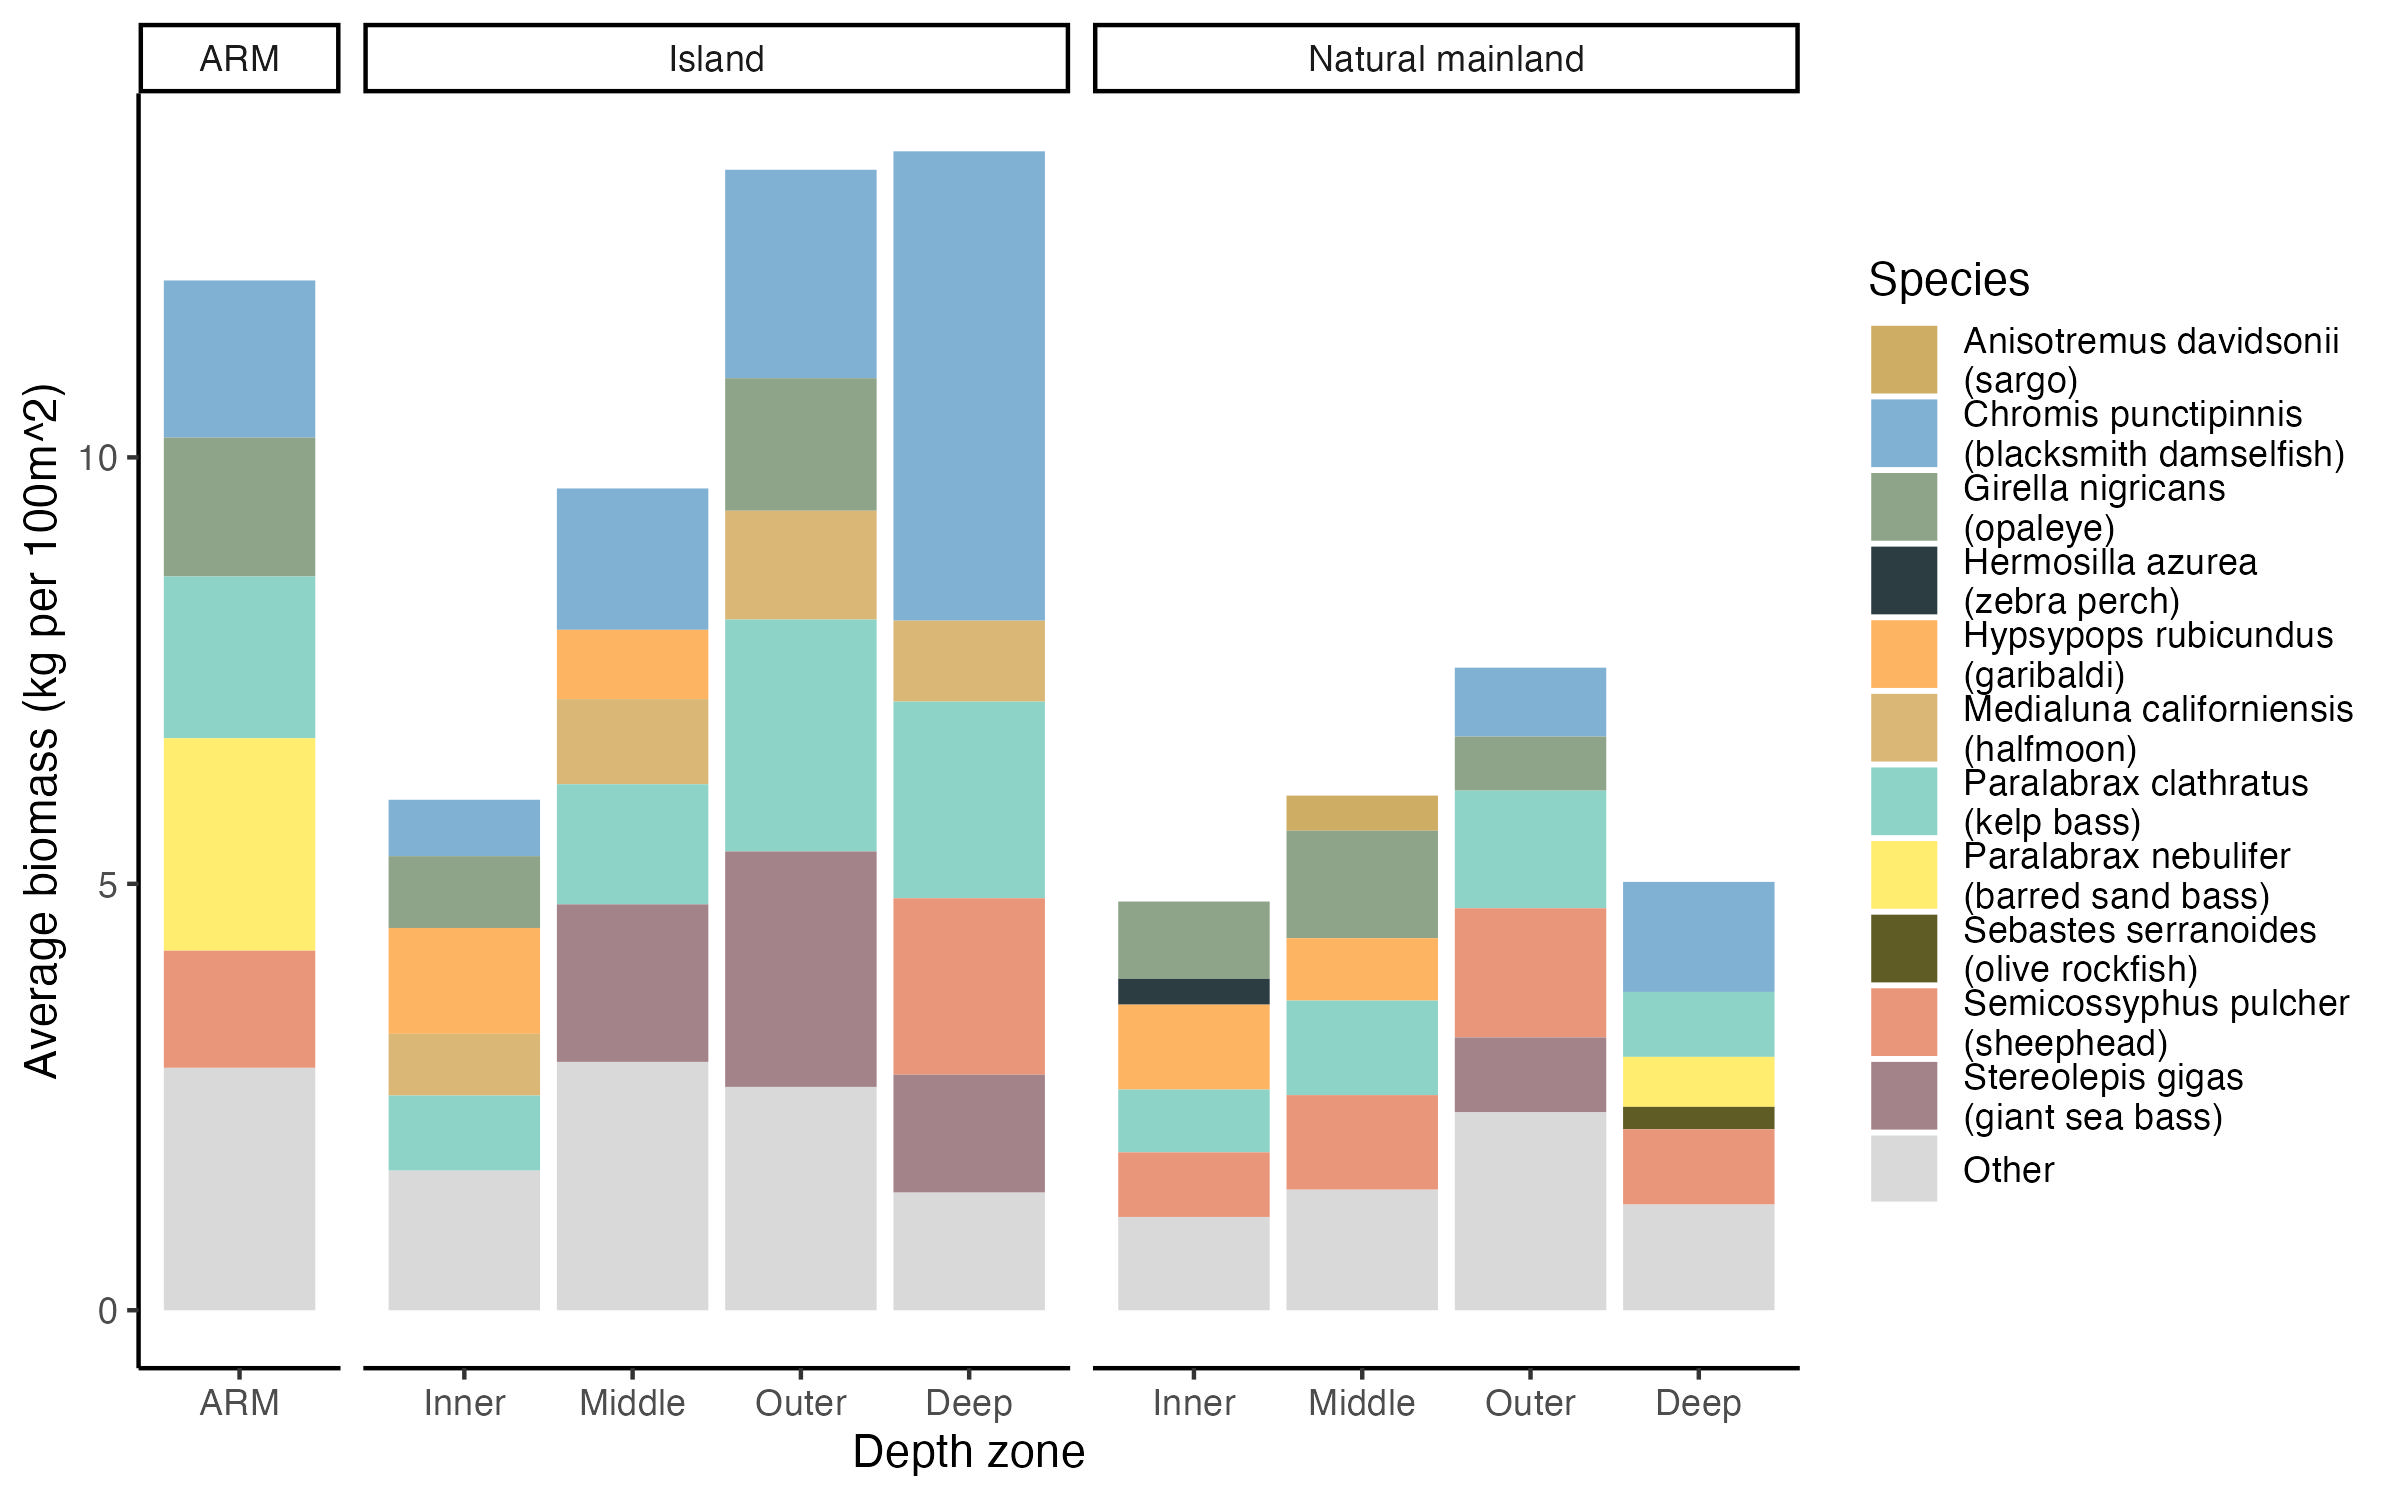 ARM
Island
Natural mainland
Average biomass (kg per 100m^2)
10
5
0
ARM
Inner
Middle
Outer
Deep
Inner
Middle
Outer
Deep
Depth zone
Species
Anisotremus davidsonii
(sargo)
Chromis punctipinnis
(blacksmith damselfish)
Girella nigricans
(opaleye)
Hermosilla azurea
(zebra perch)
Hypsypops rubicundus
(garibaldi)
Medialuna californiensis
(halfmoon)
Paralabrax clathratus
(kelp bass)
Paralabrax nebulifer
(barred sand bass)
Sebastes serranoides
(olive rockfish)
Semicossyphus pulcher
(sheephead)
Stereolepis gigas
(giant sea bass)
Other